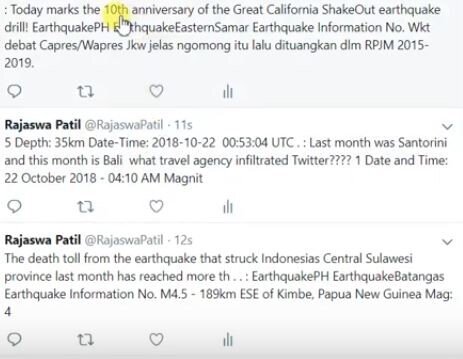 : Today marks the 10th anniversary of the Great California ShakeOut earthquake
drill! EarthquakePH EarthquakeEasternSamar Earthquake Information No. Wkt
debat Capres/Wapres Jkw jelas ngomong itu lalu dituangkan dlm RPJM 2015-
2019.
Rajaswa Patil @RajaswaPatil · 11s
5 Depth: 35km Date-Time: 2018-10-22 00:53:04 UTC . : Last month was Santorini
and this month is Bali what travel agency infiltrated Twitter???? 1 Date and Time:
22 October 2018 - 04:10 AM Magnit
Rajaswa Patil @RajaswaPatil · 12s
The death toll from the earthquake that struck Indonesias Central Sulawesi
province last month has reached more th . . : EarthquakePH EarthquakeBatangas
Earthquake Information No. M4.5 - 189km ESE of Kimbe, Papua New Guinea Mag:
4